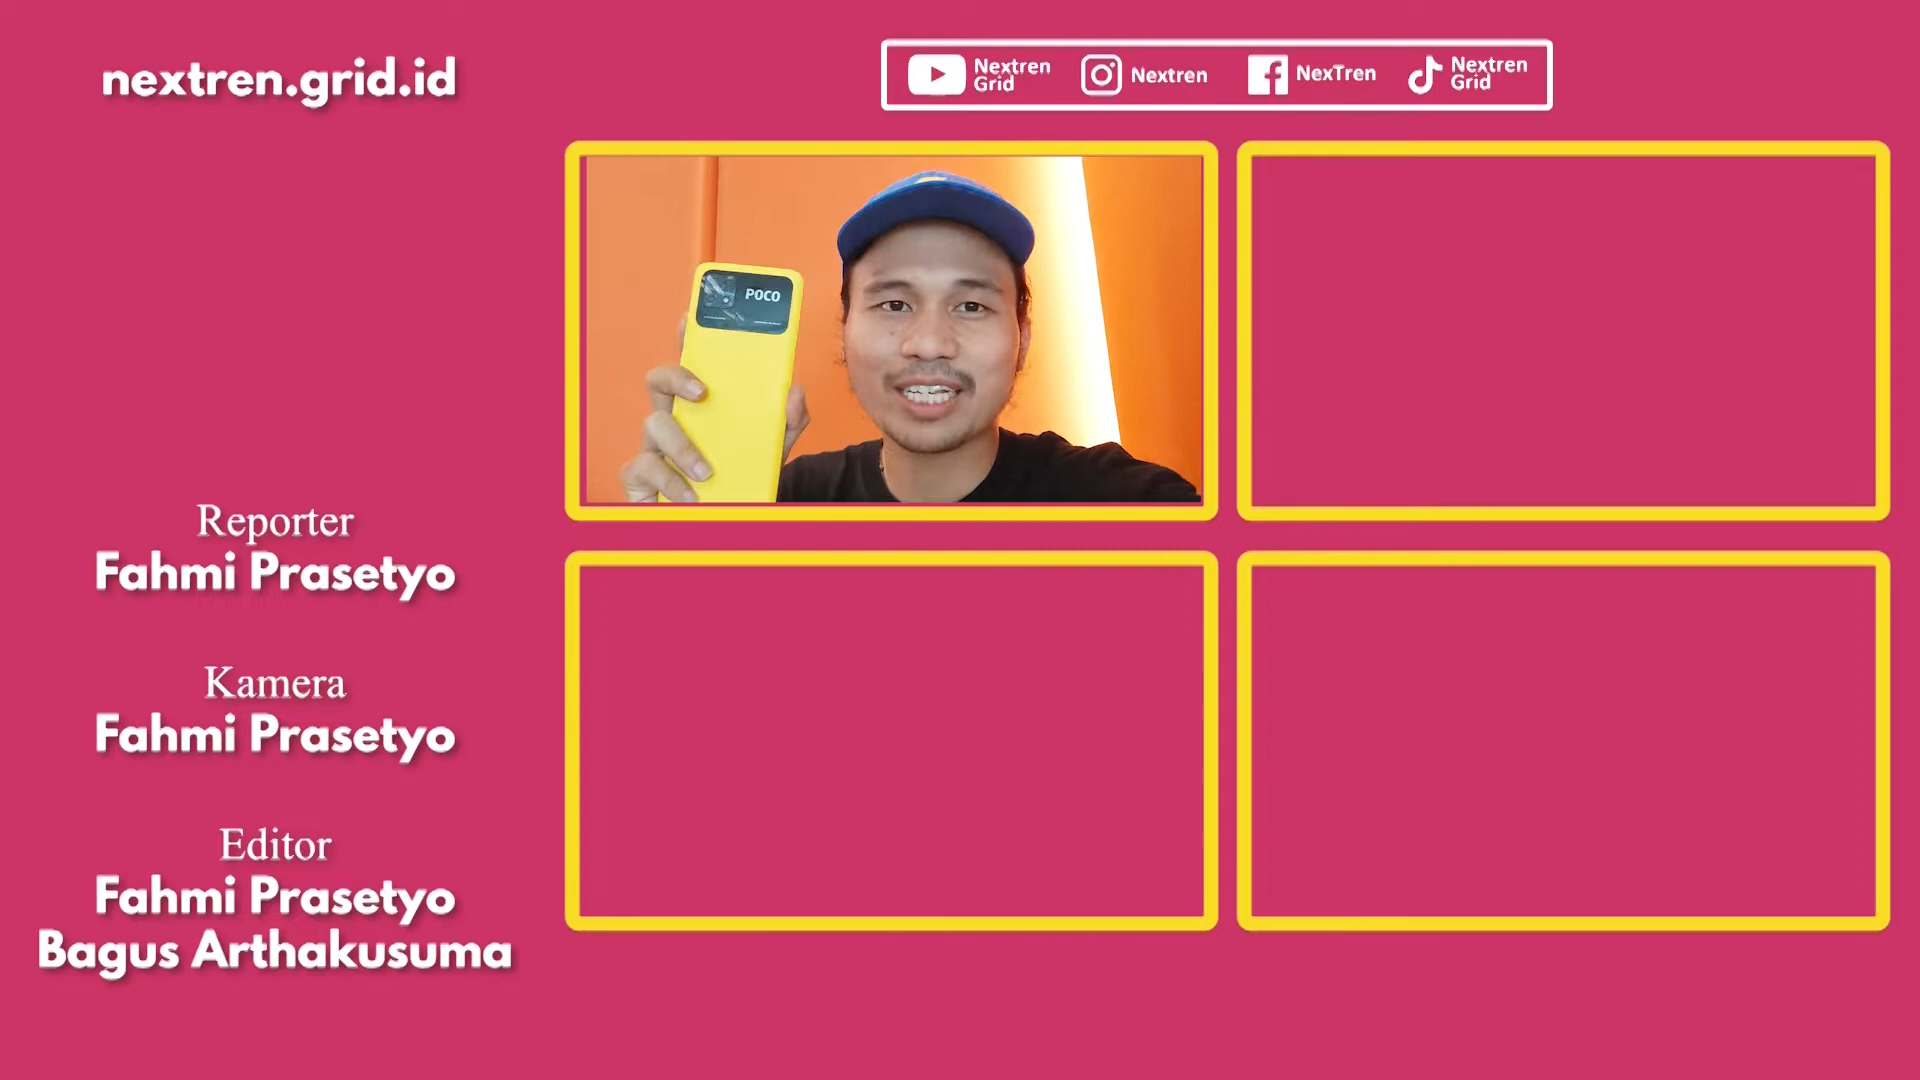 nextren.grid.id
Nextren
Grid
Nextren
NexTren
Nextren
Grid
POCO
Reporter
Fahmi Prasetyo
Kamera
Fahmi Prasetyo
Editor
Fahmi Prasetyo
Bagus Arthakusuma